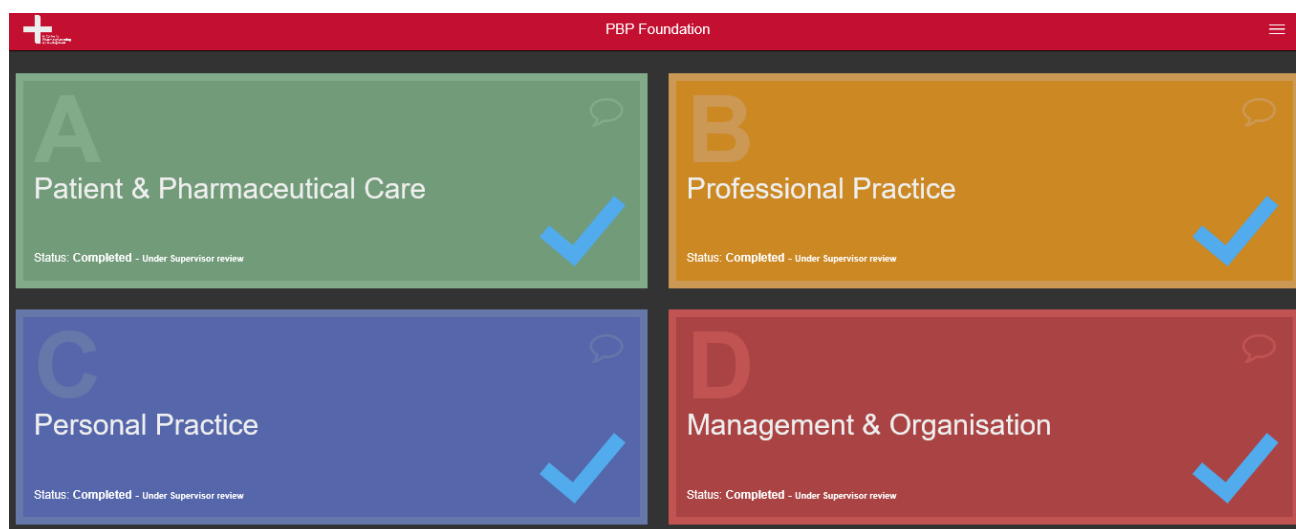 PBP Foundation
A
Patient & Pharmaceutical Care
Status: Completed - Under Supervisor review
B
Professional Practice
Status: Completed - Under Supervisor review
C
Personal Practice
Status: Completed - Under Supervisor review
D
Management & Organisation
Status: Completed - Under Supervisor review